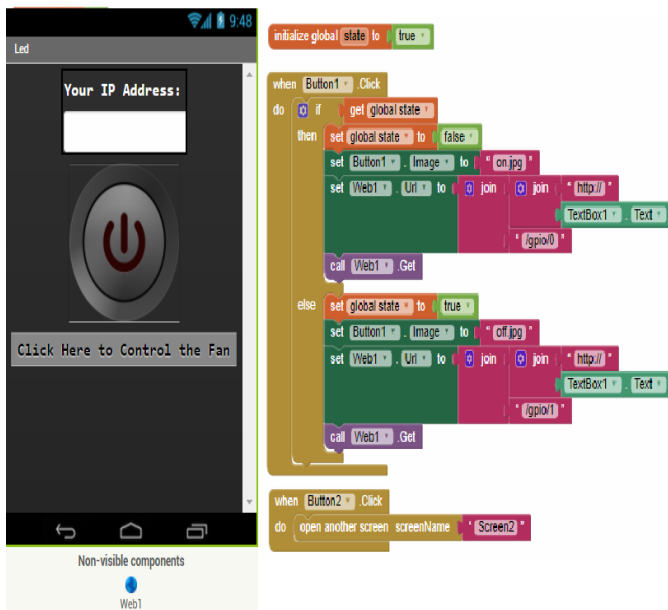 9:48
Led
Your IP Address:
Click Here to Control the Fan
Non-visible components
Web1
initialize global state to true
when Button1 .Click
do if get global state
then set global state to false
set Button1 . Image to " on.jpg "
set Web1 . Url to join join " http:// "
TextBox1 . Text
" /gpio/0 "
call Web1 .Get
else set global state to true
set Button1 . Image to " off.jpg "
set Web1 . Url to join join " http:// "
TextBox1 . Text
" /gpio/1 "
call Web1 .Get
when Button2 .Click
do open another screen screenName " Screen2 "